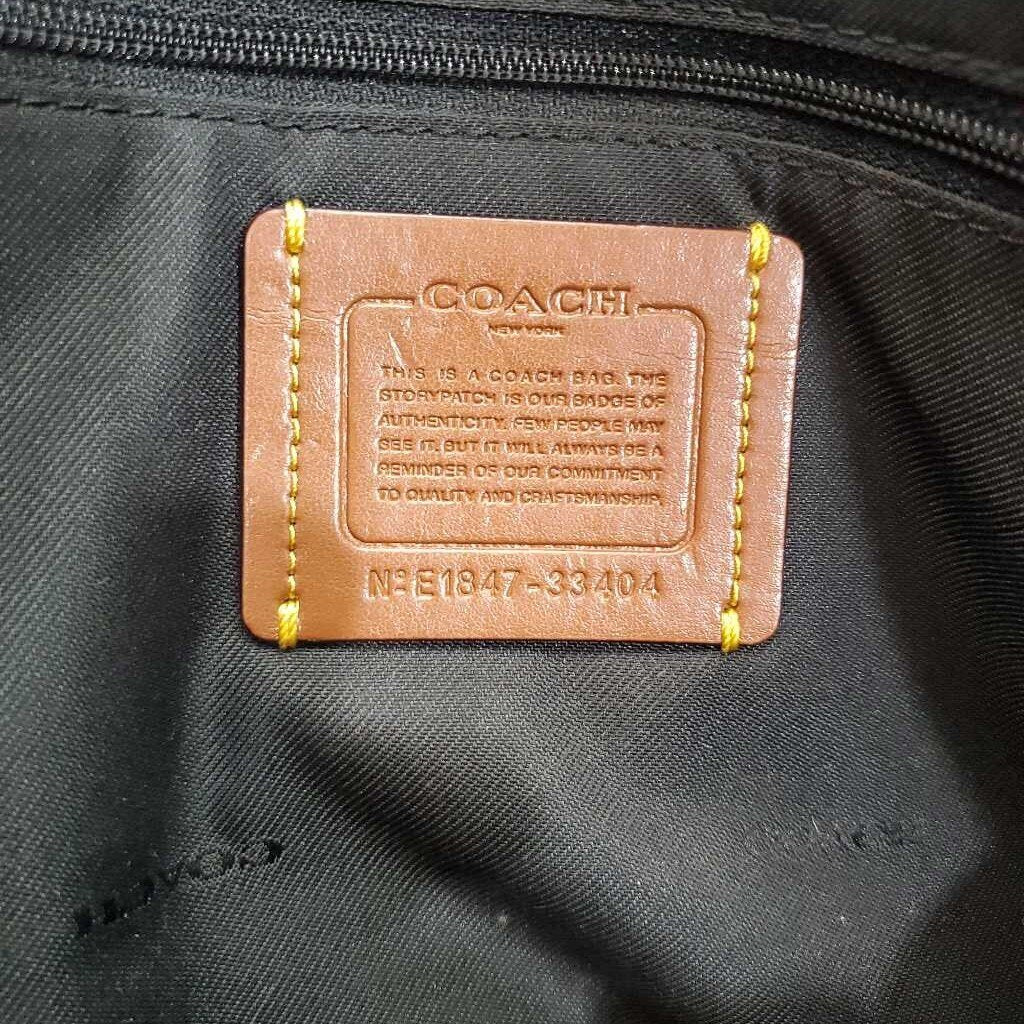 COACH
NEW YORK
THIS IS A COACH BAG. THE
STORYPATCH IS OUR BADGE OF
AUTHENTICITY. FEW PEOPLE MAY
SEE IT. BUT IT WILL ALWAYS BE A
REMINDER OF OUR COMMITMENT
TO QUALITY AND CRAFTSMANSHIP.
Nº E1847-33404
COACH